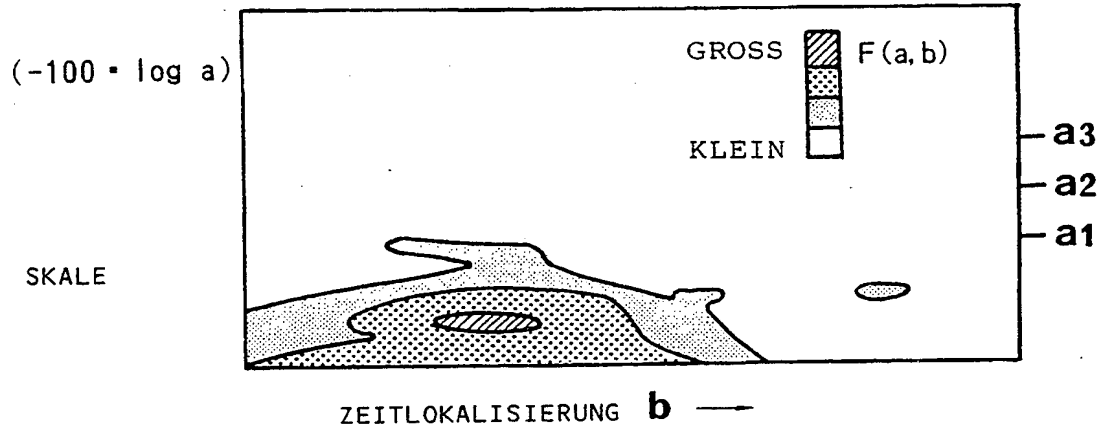 (-100 · log a)
GROSS F(a,b)
KLEIN
a3
a2
a1
SKALE
ZEITLOKALISIERUNG b